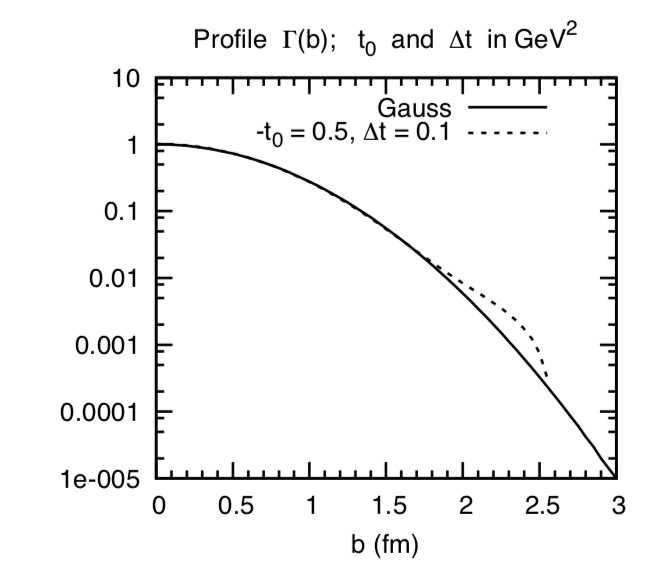 Profile Γ(b); t₀ and Δt in GeV²
Gauss
-t₀ = 0.5, Δt = 0.1
10
1
0.1
0.01
0.001
0.0001
1e-005
0 0.5 1 1.5 2 2.5 3
b (fm)